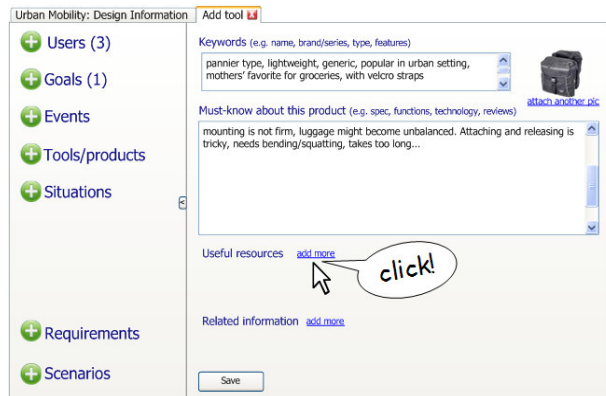 Urban Mobility: Design Information
Add tool
Users (3)
Goals (1)
Events
Tools/products
Situations
<
Requirements
Scenarios
Keywords (e.g. name, brand/series, type, features)
pannier type, lightweight, generic, popular in urban setting,
mothers' favorite for groceries, with velcro straps
attach another pic
Must-know about this product (e.g. spec, functions, technology, reviews)
mounting is not firm, luggage might become unbalanced. Attaching and releasing is
tricky, needs bending/squatting, takes too long...
Useful resources add more
click!
Related information add more
Save